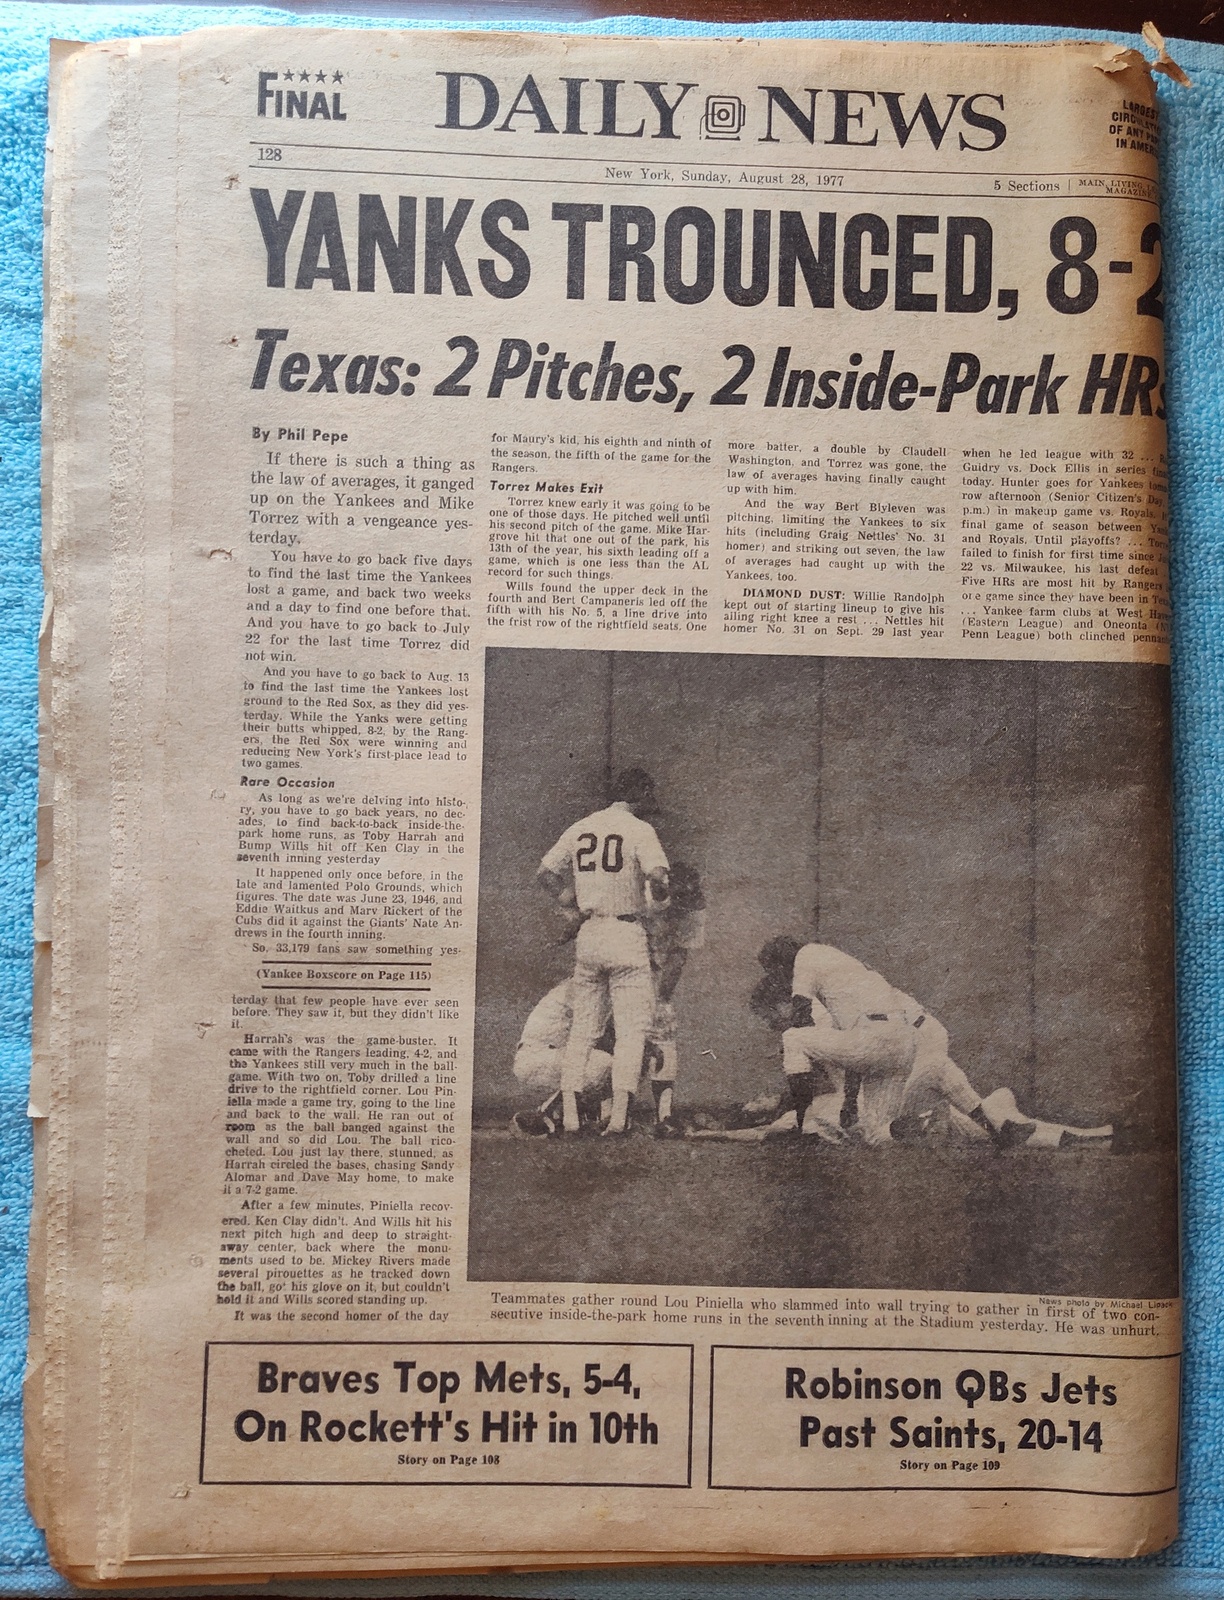 ★★★★
FINAL
DAILY NEWS
LARGEST
OF ANY
IN AMER
128
New York, Sunday, August 28, 1977
5 Sections | MAIN, LIVING,
YANKS TROUNCED, 8-2
Texas: 2 Pitches, 2 Inside-Park HRs
By Phil Pepe
If there is such a thing as
the law of averages, it ganged
up on the Yankees and Mike
Torrez with a vengeance yes-
terday.
You have to go back five days
to find the last time the Yankees
lost a game, and back two weeks
and a day to find one before that.
And you have to go back to July
22 for the last time Torrez did
not win.
And you have to go back to Aug. 13
to find the last time the Yankees lost
ground to the Red Sox, as they did yes-
terday. While the Yanks were getting
their butts whipped, 8-2, by the Rang-
ers, the Red Sox were winning and
reducing New York's first-place lead to
two games.
Rare Occasion
As long as we're delving into histo-
ry, you have to go back years, no dec-
ades, to find back-to-back inside-the-
park home runs, as Toby Harrah and
Bump Wills hit off Ken Clay in the
seventh inning yesterday
It happened only once before, in the
late and lamented Polo Grounds, which
figures. The date was June 23, 1946, and
Eddie Waitkus and Marv Rickert of the
Cubs did it against the Giants' Nate An-
drews in the fourth inning.
So, 33,179 fans saw something yes-
(Yankee Boxscore on Page 115)
terday that few people have ever seen
before. They saw it, but they didn't like
it.
Harrah's was the game-buster. It
came with the Rangers leading, 4-2, and
the Yankees still very much in the ball-
game. With two on, Toby drilled a line
drive to the rightfield corner. Lou Pin-
iella made a game try, going to the line
and back to the wall. He ran out of
room as the ball banged against the
wall and so did Lou. The ball rico-
cheted. Lou just lay there, stunned, as
Harrah circled the bases, chasing Sandy
Alomar and Dave May home, to make
it a 7-2 game.
After a few minutes, Piniella recov-
ered. Ken Clay didn't. And Wills hit his
next pitch high and deep to straight-
away center, back where the monu-
ments used to be. Mickey Rivers made
several pirouettes as he tracked down
the ball, got his glove on it, but couldn't
hold it and Wills scored standing up.
It was the second homer of the day
for Maury's kid, his eighth and ninth of
the season, the fifth of the game for the
Rangers.
Torrez Makes Exit
Torrez knew early it was going to be
one of those days. He pitched well until
his second pitch of the game. Mike Har-
grove hit that one out of the park, his
13th of the year, his sixth leading off a
game, which is one less than the AL
record for such things.
Wills found the upper deck in the
fourth and Bert Campaneris led off the
fifth with his No. 5, a line drive into
the frist row of the rightfield seats. One
more batter, a double by Claudell
Washington, and Torrez was gone, the
law of averages having finally caught
up with him.
And the way Bert Blyleven was
pitching, limiting the Yankees to six
hits (including Graig Nettles' No. 31
homer) and striking out seven, the law
of averages had caught up with the
Yankees, too.
DIAMOND DUST: Willie Randolph
kept out of starting lineup to give his
ailing right knee a rest ... Nettles hit
homer No. 31 on Sept. 29 last year
when he led league with 32 ...
Guidry vs. Dock Ellis in series
today. Hunter goes for Yankees
row afternoon (Senior Citizen's Day
p.m.) in makeup game vs. Royals.
final game of season between
and Royals. Until playoffs? ...
failed to finish for first time since
22 vs. Milwaukee, his last defeat
Five HRs are most hit by Rangers
one game since they have been in
... Yankee farm clubs at West
(Eastern League) and Oneonta
Penn League) both clinched
20
News photo by Michael
Teammates gather round Lou Piniella who slammed into wall trying to gather in first of two con-
secutive inside-the-park home runs in the seventh inning at the Stadium yesterday. He was unhurt.
Braves Top Mets, 5-4,
On Rockett's Hit in 10th
Story on Page 108
Robinson QBs Jets
Past Saints, 20-14
Story on Page 109